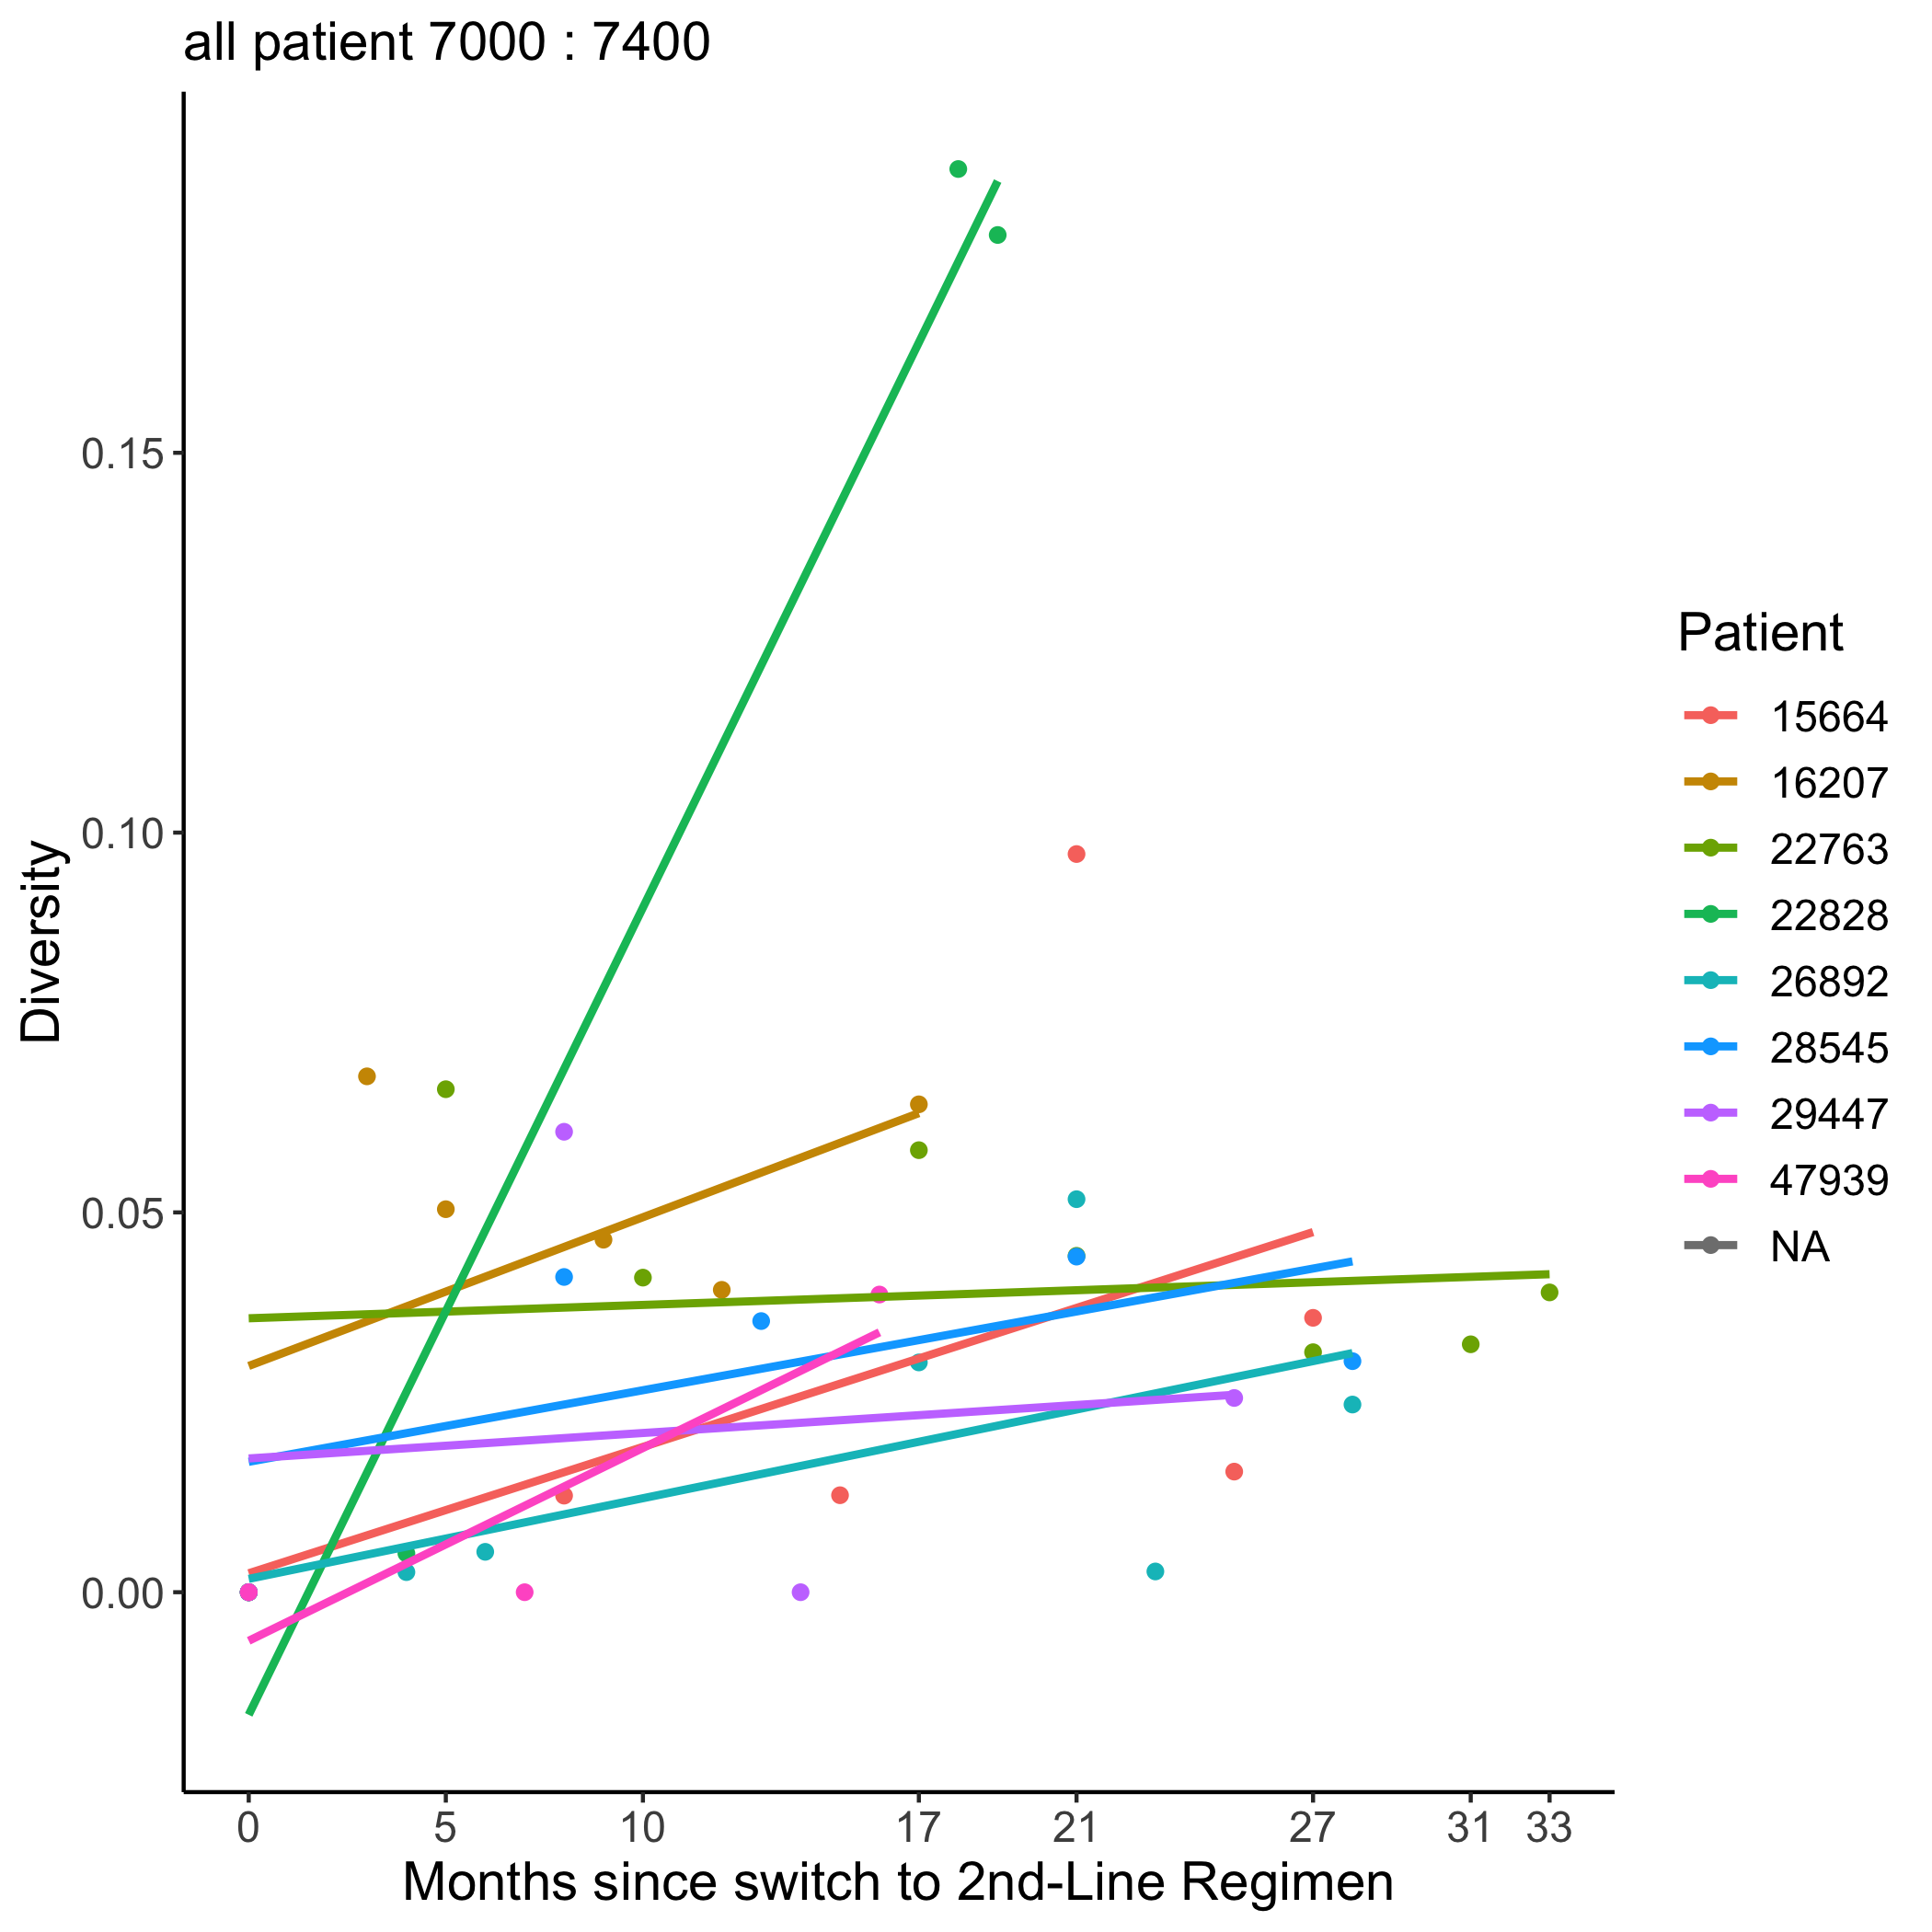 all patient 7000 : 7400
Diversity
0.15
0.10
0.05
0.00
0 5 10 17 21 27 31 33
Months since switch to 2nd-Line Regimen
Patient
15664
16207
22763
22828
26892
28545
29447
47939
NA